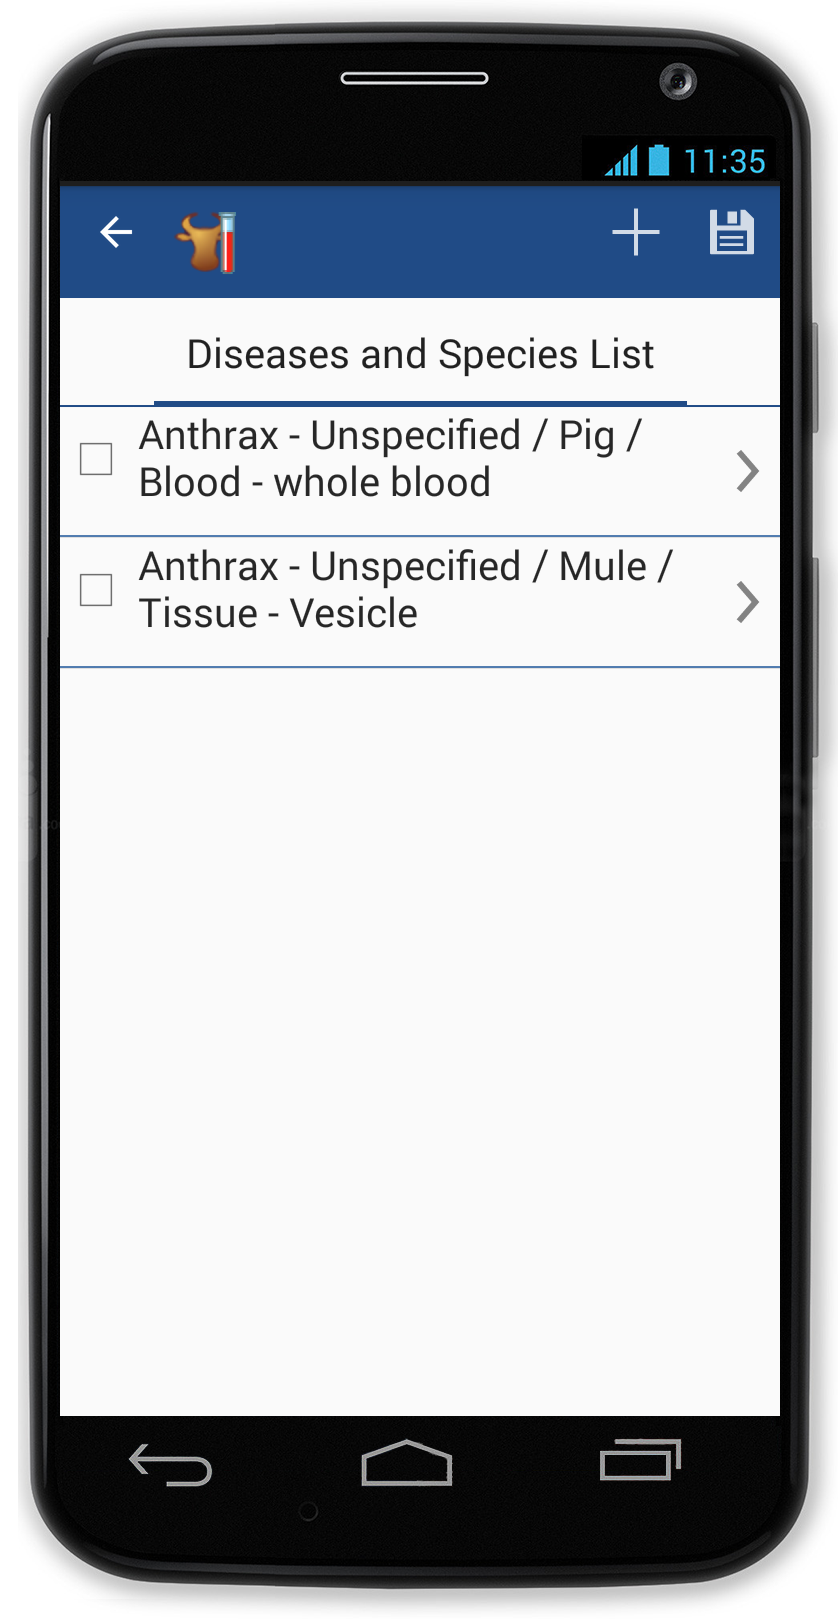 11:35
Diseases and Species List
Anthrax - Unspecified / Pig /
Blood - whole blood
Anthrax - Unspecified / Mule /
Tissue - Vesicle